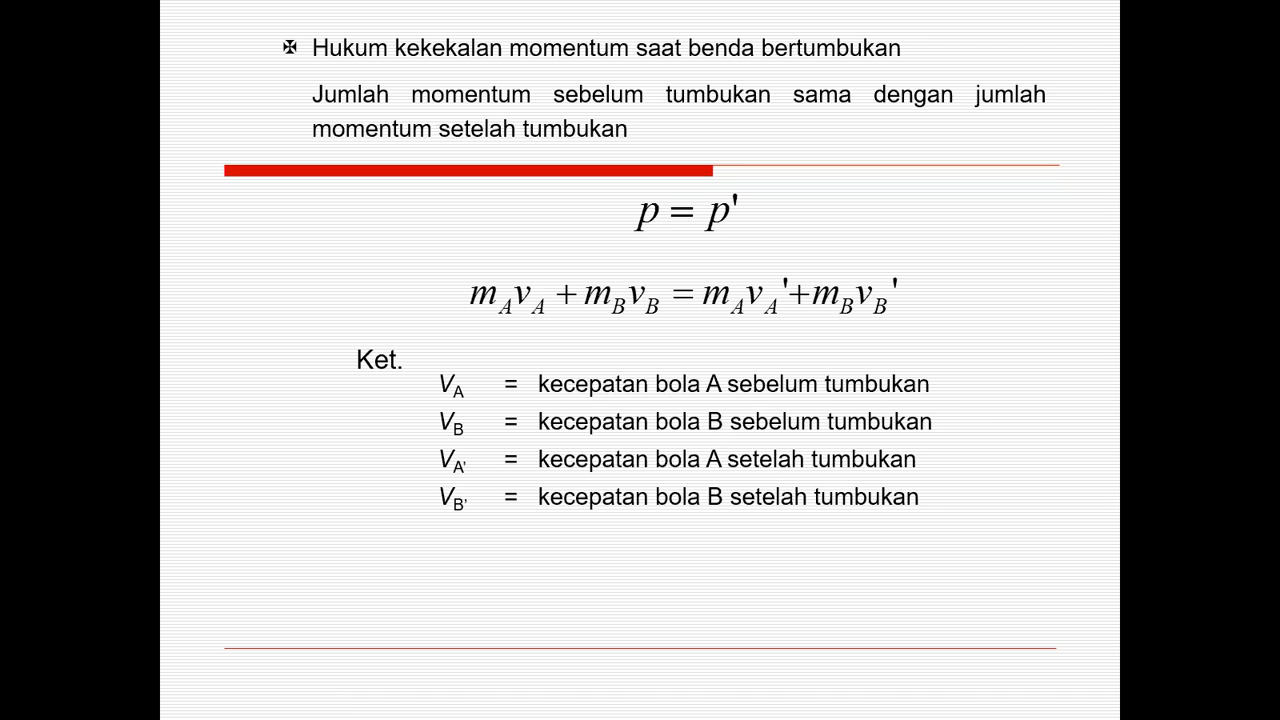 ✠ Hukum kekekalan momentum saat benda bertumbukan
Jumlah momentum sebelum tumbukan sama dengan jumlah
momentum setelah tumbukan
p = p'
m_A v_A + m_B v_B = m_A v_A' + m_B v_B'
Ket.
V_A = kecepatan bola A sebelum tumbukan
V_B = kecepatan bola B sebelum tumbukan
V_A' = kecepatan bola A setelah tumbukan
V_B' = kecepatan bola B setelah tumbukan